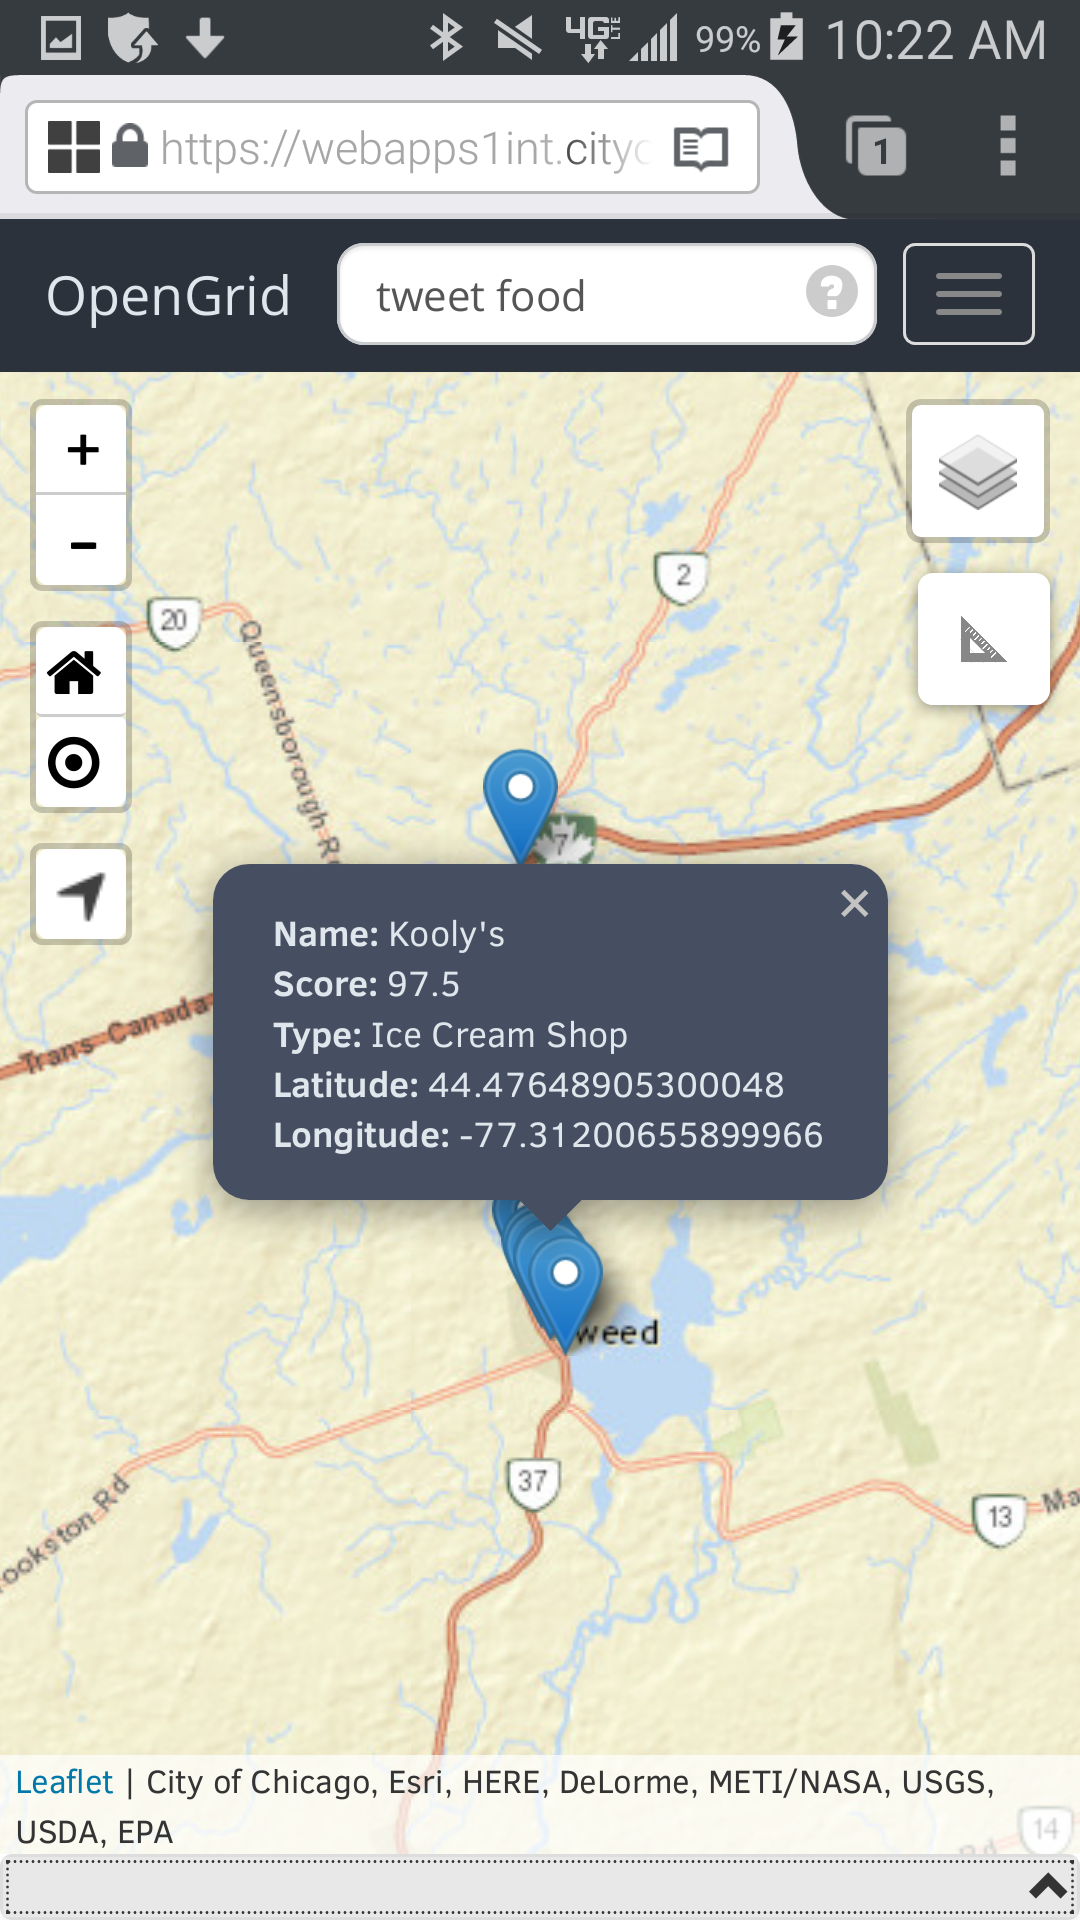 4G LTE 99% 10:22 AM
https://webapps1int.cityc
1
OpenGrid
tweet food
?
+
-
2
20
Queensborough R
7
Name: Kooly's
Score: 97.5
Type: Ice Cream Shop
Latitude: 44.47648905300048
Longitude: -77.31200655899966
Trans Canada
weed
37
13
Ma
ookston Rd
Leaflet | City of Chicago, Esri, HERE, DeLorme, METI/NASA, USGS,
USDA, EPA
14
Rd